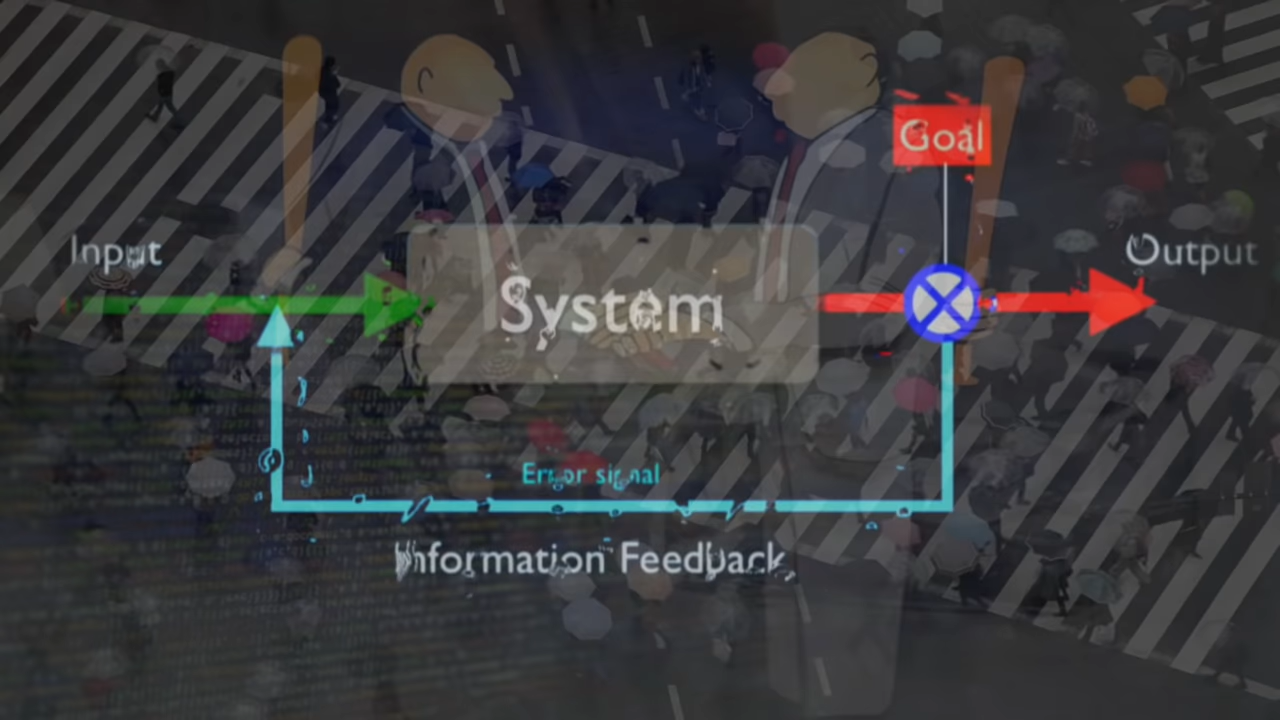 Goal
Input
Output
System
Error signal
Information Feedback